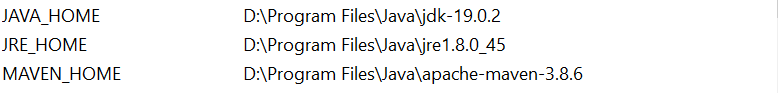 JAVA_HOME D:\Program Files\Java\jdk-19.0.2
JRE_HOME D:\Program Files\Java\jre1.8.0_45
MAVEN_HOME D:\Program Files\Java\apache-maven-3.8.6